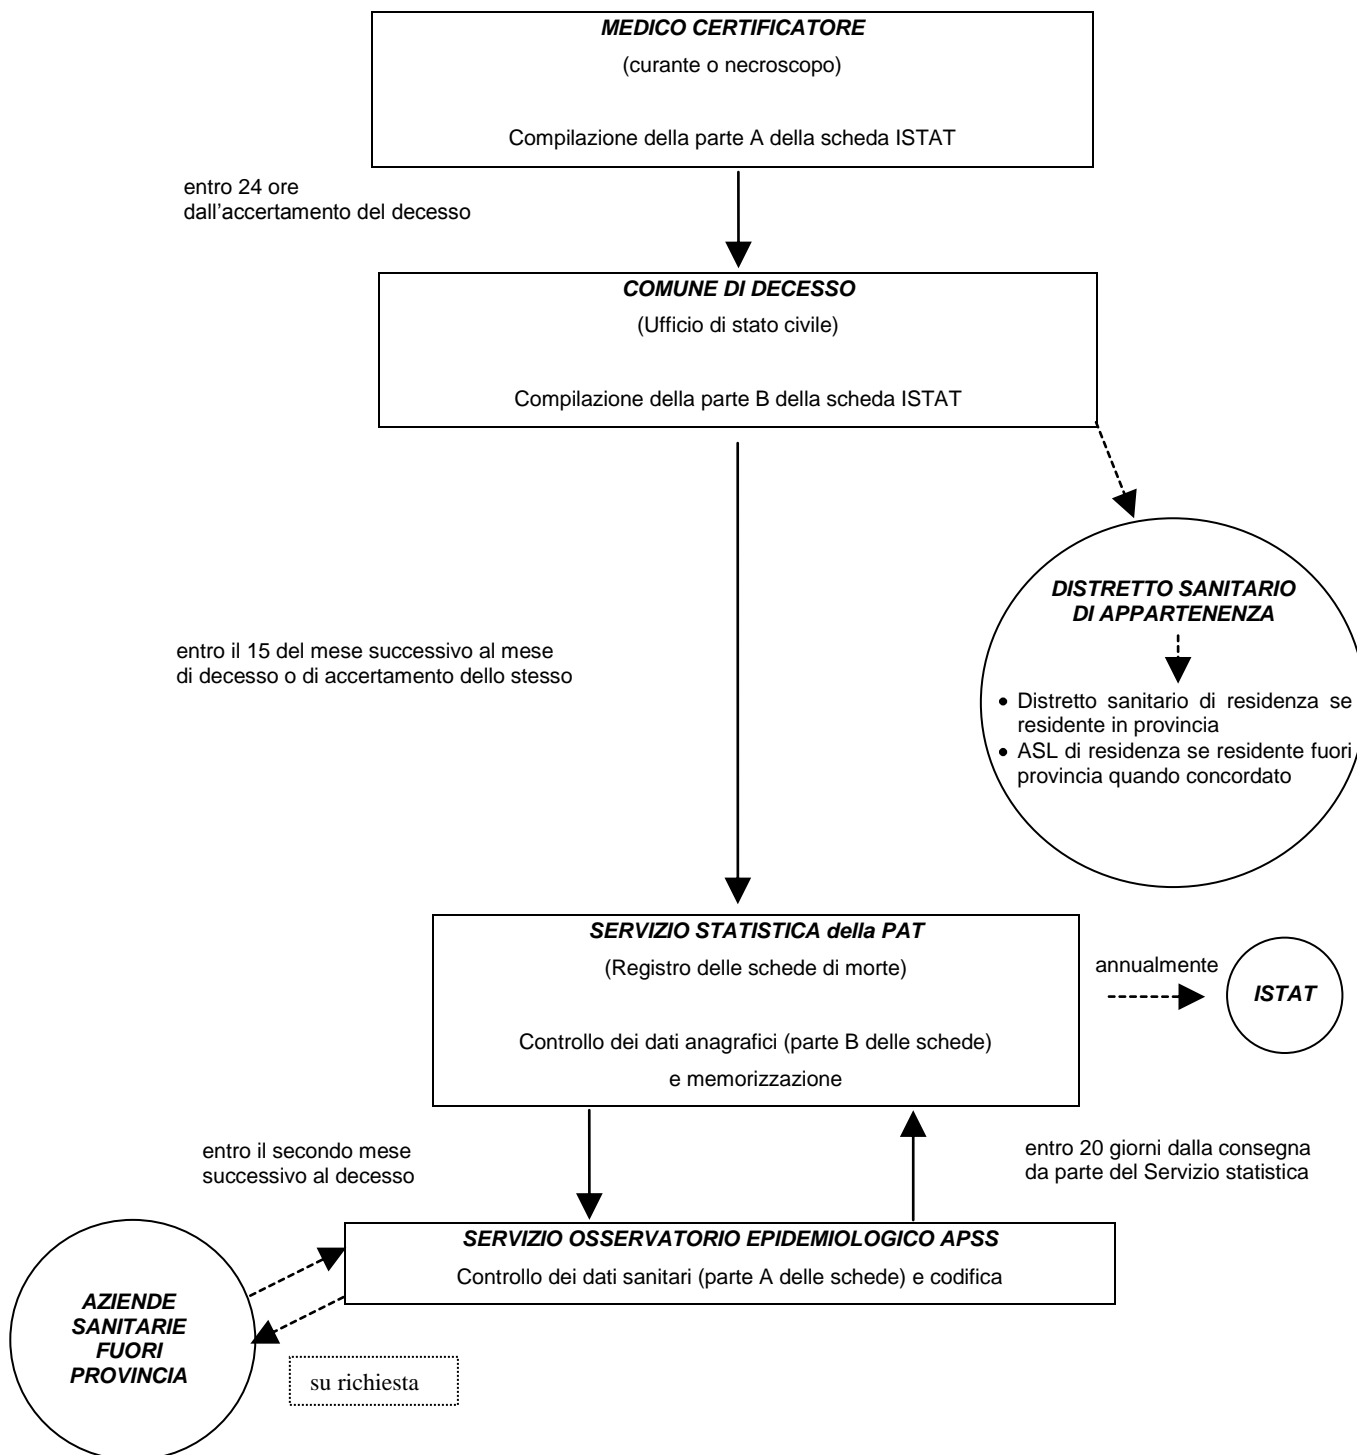 MEDICO CERTIFICATORE
(curante o necroscopo)
Compilazione della parte A della scheda ISTAT
entro 24 ore
dall’accertamento del decesso
COMUNE DI DECESSO
(Ufficio di stato civile)
Compilazione della parte B della scheda ISTAT
DISTRETTO SANITARIO
DI APPARTENENZA
• Distretto sanitario di residenza se
residente in provincia
• ASL di residenza se residente fuori
provincia quando concordato
entro il 15 del mese successivo al mese
di decesso o di accertamento dello stesso
SERVIZIO STATISTICA della PAT
(Registro delle schede di morte)
Controllo dei dati anagrafici (parte B delle schede)
e memorizzazione
annualmente
ISTAT
entro il secondo mese
successivo al decesso
entro 20 giorni dalla consegna
da parte del Servizio statistica
SERVIZIO OSSERVATORIO EPIDEMIOLOGICO APSS
Controllo dei dati sanitari (parte A delle schede) e codifica
AZIENDE
SANITARIE
FUORI
PROVINCIA
su richiesta